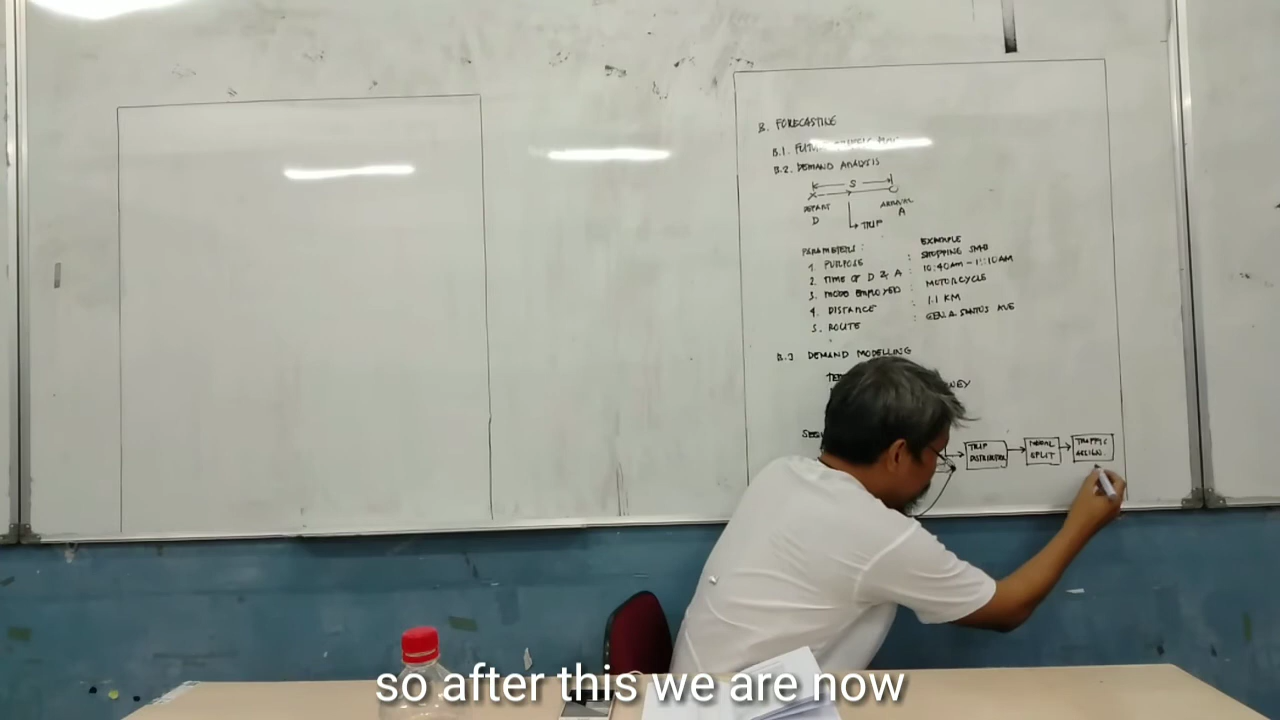 B. FORECASTING
B.1. FUTU
B.2. DEMAND ANALYSIS
S
DEPART
ARRIVAL
D
A
TRIP
PARAMETERS :
EXAMPLE
1. PURPOSE : SHOPPING
2. TIME OF D & A : 10:40AM - 11:10AM
3. MODE EMPLOYED : MOTORCYCLE
4. DISTANCE : 1.1 KM
5. ROUTE : GEN. A. SANTOS AVE
B.3 DEMAND MODELLING
TRIP
DISTRIBUTION
MODAL
SPLIT
TRAFFIC
ASSIGN.
so after this we are now